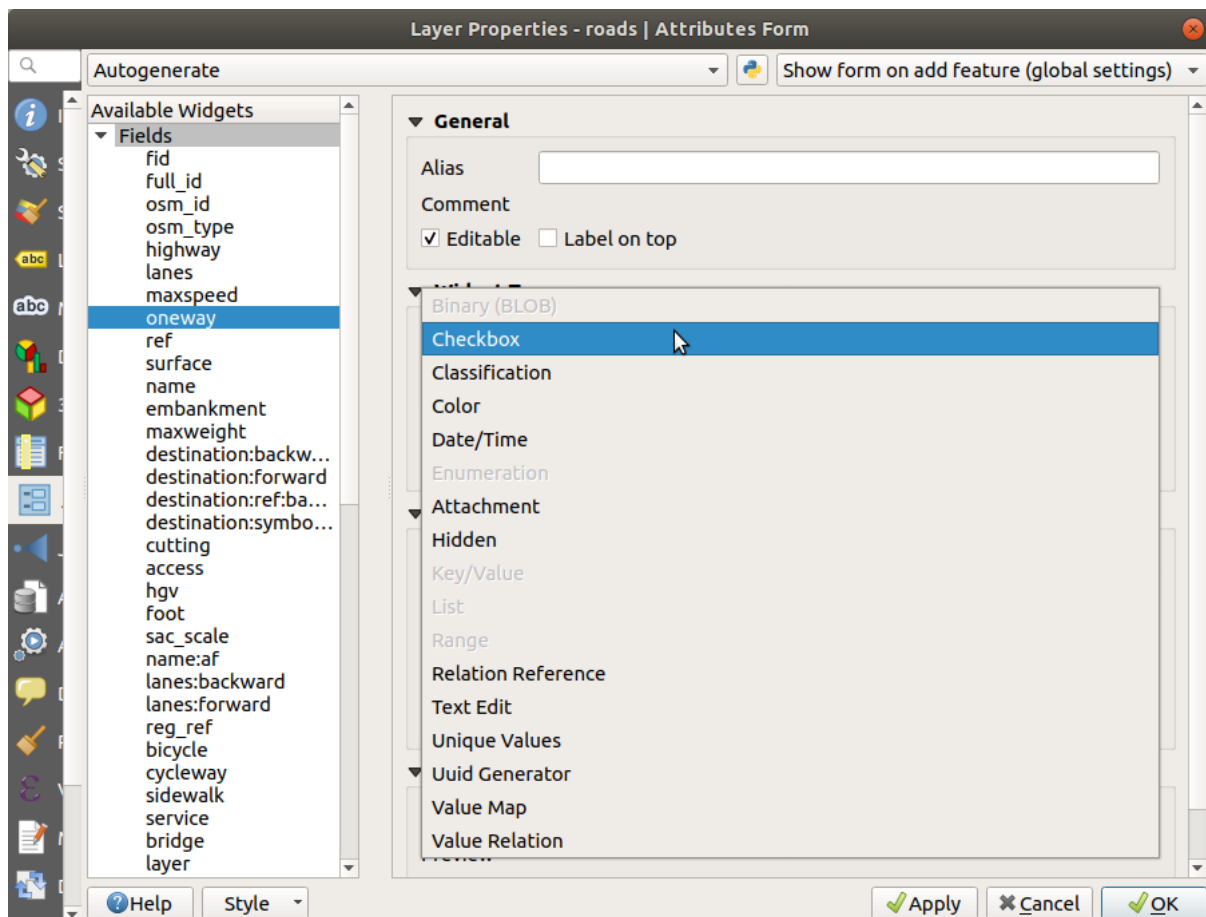 Layer Properties - roads | Attributes Form
Autogenerate
Show form on add feature (global settings)
Available Widgets
Fields
fid
full_id
osm_id
osm_type
highway
lanes
maxspeed
oneway
ref
surface
name
embankment
maxweight
destination:backw…
destination:forward
destination:ref:ba…
destination:symbo…
cutting
access
hgv
foot
sac_scale
name:af
lanes:backward
lanes:forward
reg_ref
bicycle
cycleway
sidewalk
service
bridge
layer
General
Alias
Comment
Editable
Label on top
Binary (BLOB)
Checkbox
Classification
Color
Date/Time
Enumeration
Attachment
Hidden
Key/Value
List
Range
Relation Reference
Text Edit
Unique Values
Uuid Generator
Value Map
Value Relation
abc
abc
Help
Style
Apply
Cancel
OK